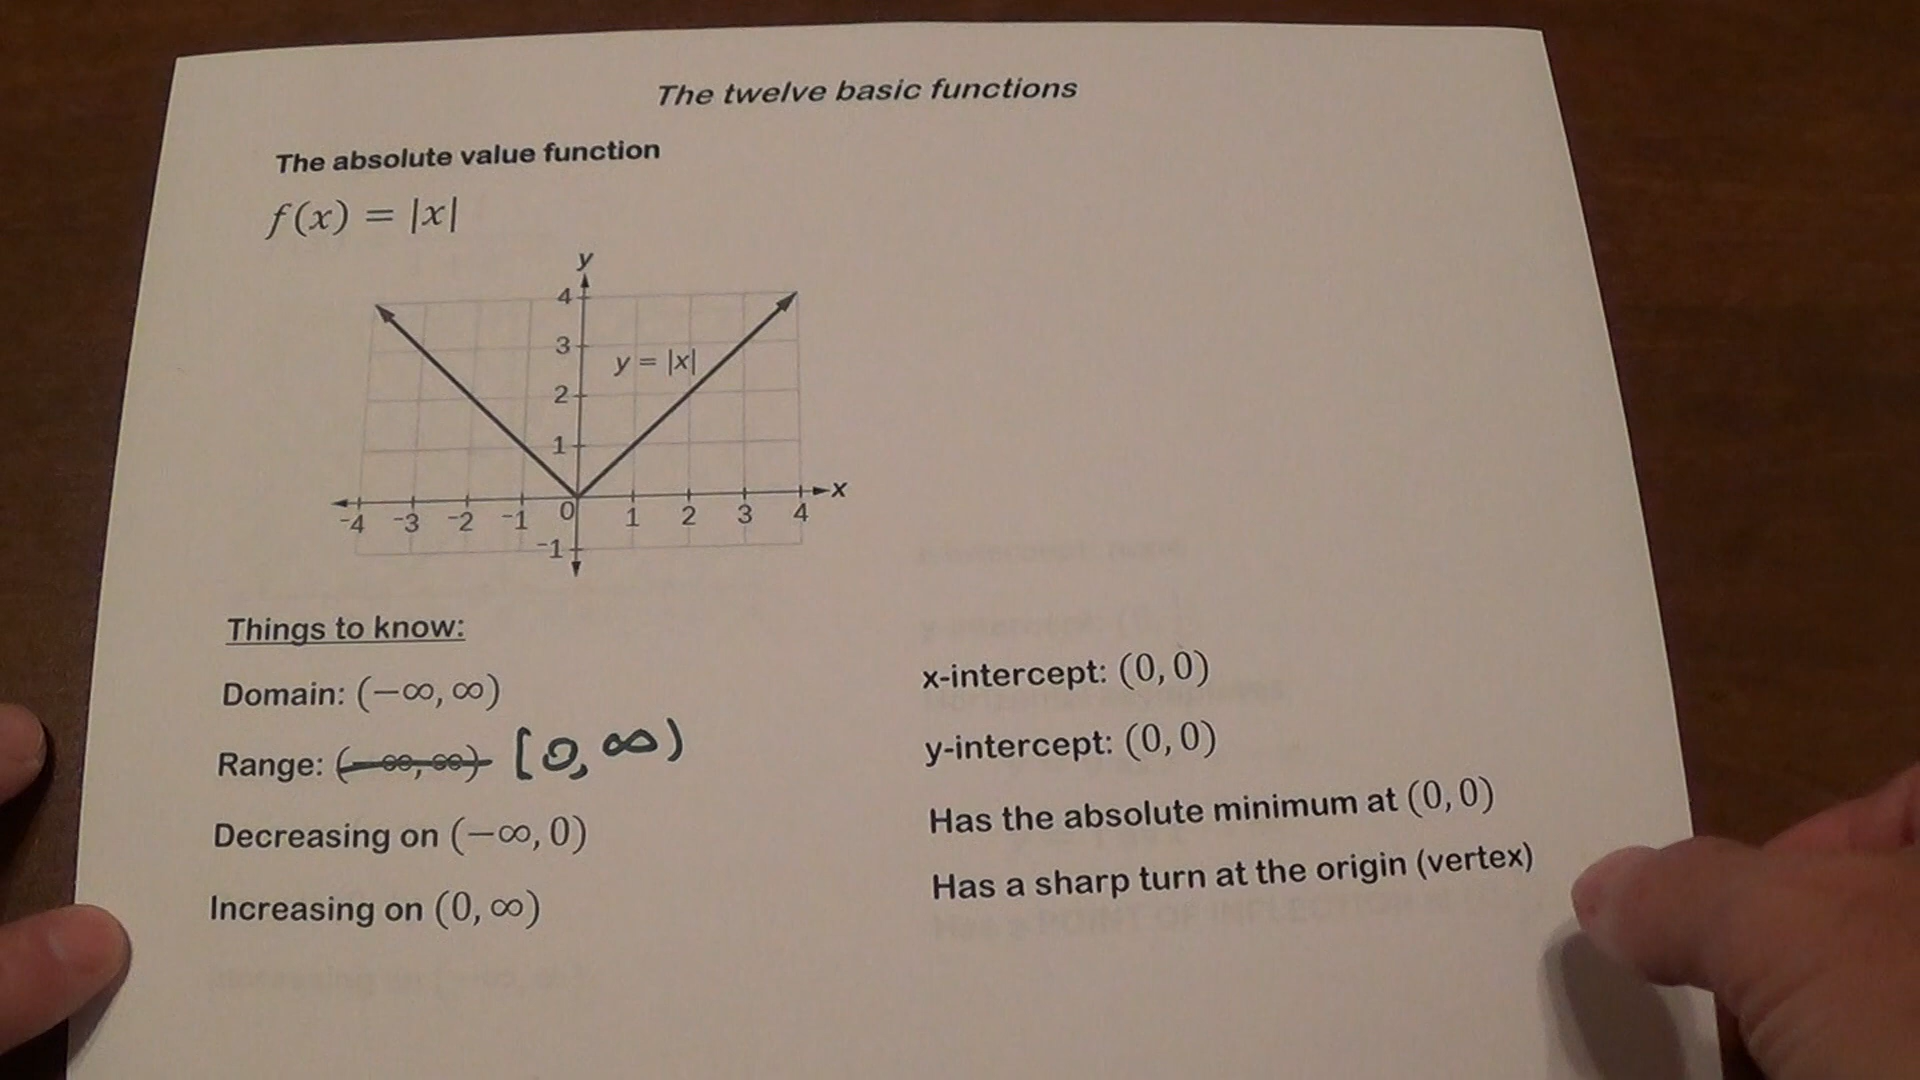 The twelve basic functions
The absolute value function
f(x) = |x|
y
4
3
y = |x|
2
1
x
-4 -3 -2 -1 0 1 2 3 4
-1
Things to know:
Domain: (−∞, ∞)
Range: (−∞, ∞) [0, ∞)
Decreasing on (−∞, 0)
Increasing on (0, ∞)
x-intercept: (0, 0)
y-intercept: (0, 0)
Has the absolute minimum at (0, 0)
Has a sharp turn at the origin (vertex)